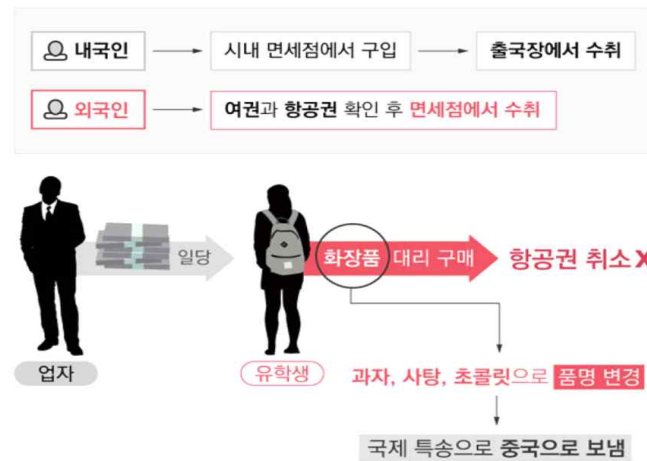 내국인 시내 면세점에서 구입 출국장에서 수취
외국인 여권과 항공권 확인 후 면세점에서 수취
일당 화장품 대리 구매 항공권 취소 X
업자 유학생 과자, 사탕, 초콜릿으로 품명 변경
국제 특송으로 중국으로 보냄